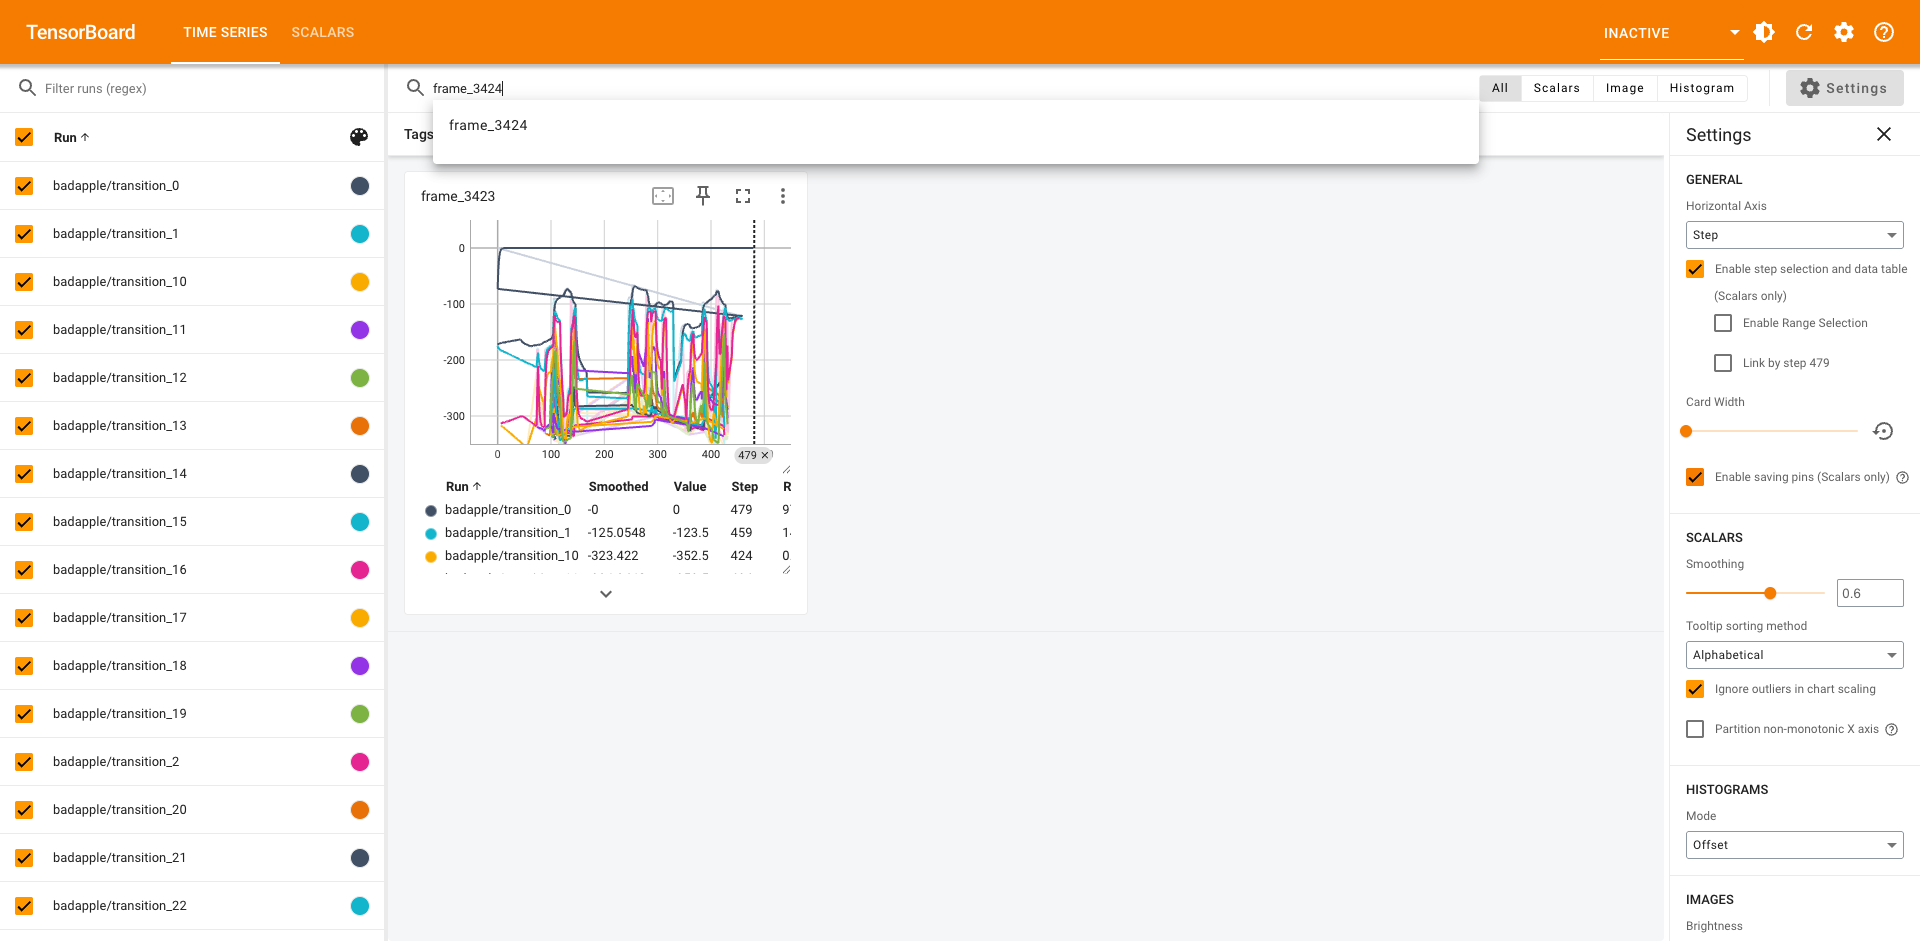 TensorBoard TIME SERIES SCALARS INACTIVE
Filter runs (regex)
frame_3424
All Scalars Image Histogram Settings
frame_3424
Tags
Run
badapple/transition_0
badapple/transition_1
badapple/transition_10
badapple/transition_11
badapple/transition_12
badapple/transition_13
badapple/transition_14
badapple/transition_15
badapple/transition_16
badapple/transition_17
badapple/transition_18
badapple/transition_19
badapple/transition_2
badapple/transition_20
badapple/transition_21
badapple/transition_22
frame_3423
0
-100
-200
-300
0 100 200 300 400 479
Run Smoothed Value Step R
badapple/transition_0 -0 0 479
badapple/transition_1 -125.0548 -123.5 459
badapple/transition_10 -323.422 -352.5 424 0.
Settings
GENERAL
Horizontal Axis
Step
Enable step selection and data table
(Scalars only)
Enable Range Selection
Link by step 479
Card Width
Enable saving pins (Scalars only)
SCALARS
Smoothing
0.6
Tooltip sorting method
Alphabetical
Ignore outliers in chart scaling
Partition non-monotonic X axis
HISTOGRAMS
Mode
Offset
IMAGES
Brightness